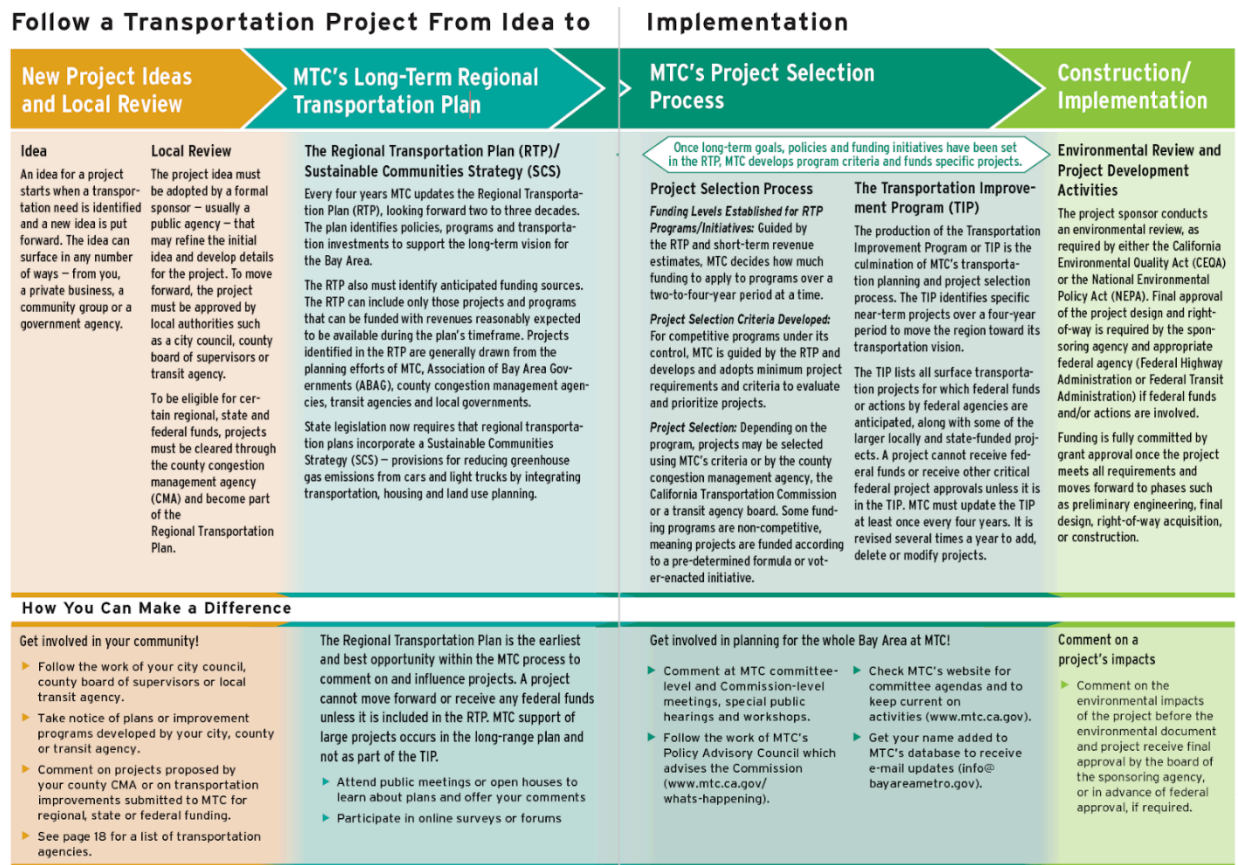 Follow a Transportation Project From Idea to Implementation
New Project Ideas
and Local Review
MTC's Long-Term Regional
Transportation Plan
MTC's Project Selection
Process
Construction/
Implementation
Idea
An idea for a project
starts when a transpor-
tation need is identified
and a new idea is put
forward. The idea can
surface in any number
of ways — from you,
a private business, a
community group or a
government agency.
Local Review
The project idea must
be adopted by a formal
sponsor — usually a
public agency — that
may refine the initial
idea and develop details
for the project. To move
forward, the project
must be approved by
local authorities such
as a city council, county
board of supervisors or
transit agency.
To be eligible for cer-
tain regional, state and
federal funds, projects
must be cleared through
the county congestion
management agency
(CMA) and become part
of the
Regional Transportation
Plan.
The Regional Transportation Plan (RTP)/
Sustainable Communities Strategy (SCS)
Every four years MTC updates the Regional Transporta-
tion Plan (RTP), looking forward two to three decades.
The plan identifies policies, programs and transporta-
tion investments to support the long-term vision for
the Bay Area.
The RTP also must identify anticipated funding sources.
The RTP can include only those projects and programs
that can be funded with revenues reasonably expected
to be available during the plan's timeframe. Projects
identified in the RTP are generally drawn from the
planning efforts of MTC, Association of Bay Area Gov-
ernments (ABAG), county congestion management agen-
cies, transit agencies and local governments.
State legislation now requires that regional transporta-
tion plans incorporate a Sustainable Communities
Strategy (SCS) — provisions for reducing greenhouse
gas emissions from cars and light trucks by integrating
transportation, housing and land use planning.
Once long-term goals, policies and funding initiatives have been set
in the RTP, MTC develops program criteria and funds specific projects.
Project Selection Process
Funding Levels Established for RTP
Programs/Initiatives: Guided by
the RTP and short-term revenue
estimates, MTC decides how much
funding to apply to programs over a
two-to-four-year period at a time.
Project Selection Criteria Developed:
For competitive programs under its
control, MTC is guided by the RTP and
develops and adopts minimum project
requirements and criteria to evaluate
and prioritize projects.
Project Selection: Depending on the
program, projects may be selected
using MTC's criteria or by the county
congestion management agency, the
California Transportation Commission
or a transit agency board. Some fund-
ing programs are non-competitive,
meaning projects are funded according
to a pre-determined formula or vot-
er-enacted initiative.
The Transportation Improve-
ment Program (TIP)
The production of the Transportation
Improvement Program or TIP is the
culmination of MTC's transporta-
tion planning and project selection
process. The TIP identifies specific
near-term projects over a four-year
period to move the region toward its
transportation vision.
The TIP lists all surface transporta-
tion projects for which federal funds
or actions by federal agencies are
anticipated, along with some of the
larger locally and state-funded proj-
ects. A project cannot receive fed-
eral funds or receive other critical
federal project approvals unless it is
in the TIP. MTC must update the TIP
at least once every four years. It is
revised several times a year to add,
delete or modify projects.
Environmental Review and
Project Development
Activities
The project sponsor conducts
an environmental review, as
required by either the California
Environmental Quality Act (CEQA)
or the National Environmental
Policy Act (NEPA). Final approval
of the project design and right-
of-way is required by the spon-
soring agency and appropriate
federal agency (Federal Highway
Administration or Federal Transit
Administration) if federal funds
and/or actions are involved.
Funding is fully committed by
grant approval once the project
meets all requirements and
moves forward to phases such
as preliminary engineering, final
design, right-of-way acquisition,
or construction.
How You Can Make a Difference
Get involved in your community!
Follow the work of your city council,
county board of supervisors or local
transit agency.
Take notice of plans or improvement
programs developed by your city, county
or transit agency.
Comment on projects proposed by
your county CMA or on transportation
improvements submitted to MTC for
regional, state or federal funding.
See page 18 for a list of transportation
agencies.
The Regional Transportation Plan is the earliest
and best opportunity within the MTC process to
comment on and influence projects. A project
cannot move forward or receive any federal funds
unless it is included in the RTP. MTC support of
large projects occurs in the long-range plan and
not as part of the TIP.
Attend public meetings or open houses to
learn about plans and offer your comments
Participate in online surveys or forums
Get involved in planning for the whole Bay Area at MTC!
Comment at MTC committee-
level and Commission-level
meetings, special public
hearings and workshops.
Follow the work of MTC's
Policy Advisory Council which
advises the Commission
(www.mtc.ca.gov/
whats-happening).
Check MTC's website for
committee agendas and to
keep current on
activities (www.mtc.ca.gov).
Get your name added to
MTC's database to receive
e-mail updates (info@
bayareametro.gov).
Comment on a
project's impacts
Comment on the
environmental impacts
of the project before the
environmental document
and project receive final
approval by the board of
the sponsoring agency,
or in advance of federal
approval, if required.